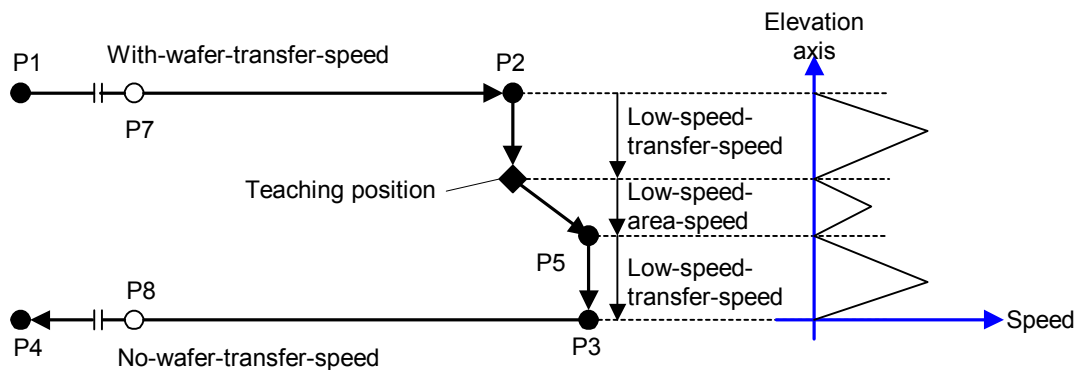 Elevation
axis
With-wafer-transfer-speed
P1
P2
P7
Low-speed-
transfer-speed
Teaching position
Low-speed-
area-speed
P5
Low-speed-
transfer-speed
P8
P4
P3
Speed
No-wafer-transfer-speed